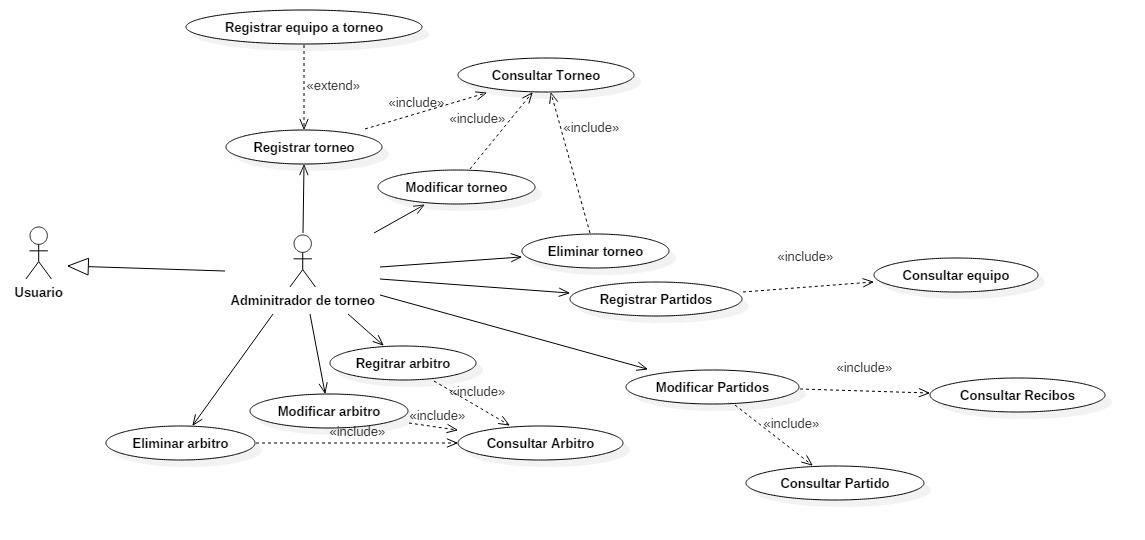 Registrar equipo a torneo
Consultar Torneo
«extend»
«include»
«include»
«include»
Registrar torneo
Modificar torneo
Eliminar torneo
«include»
Consultar equipo
Usuario
Adminitrador de torneo
Registrar Partidos
Regitrar arbitro
«include»
Modificar Partidos
«include»
Consultar Recibos
Modificar arbitro
«include»
«include»
«include»
Eliminar arbitro
Consultar Arbitro
Consultar Partido